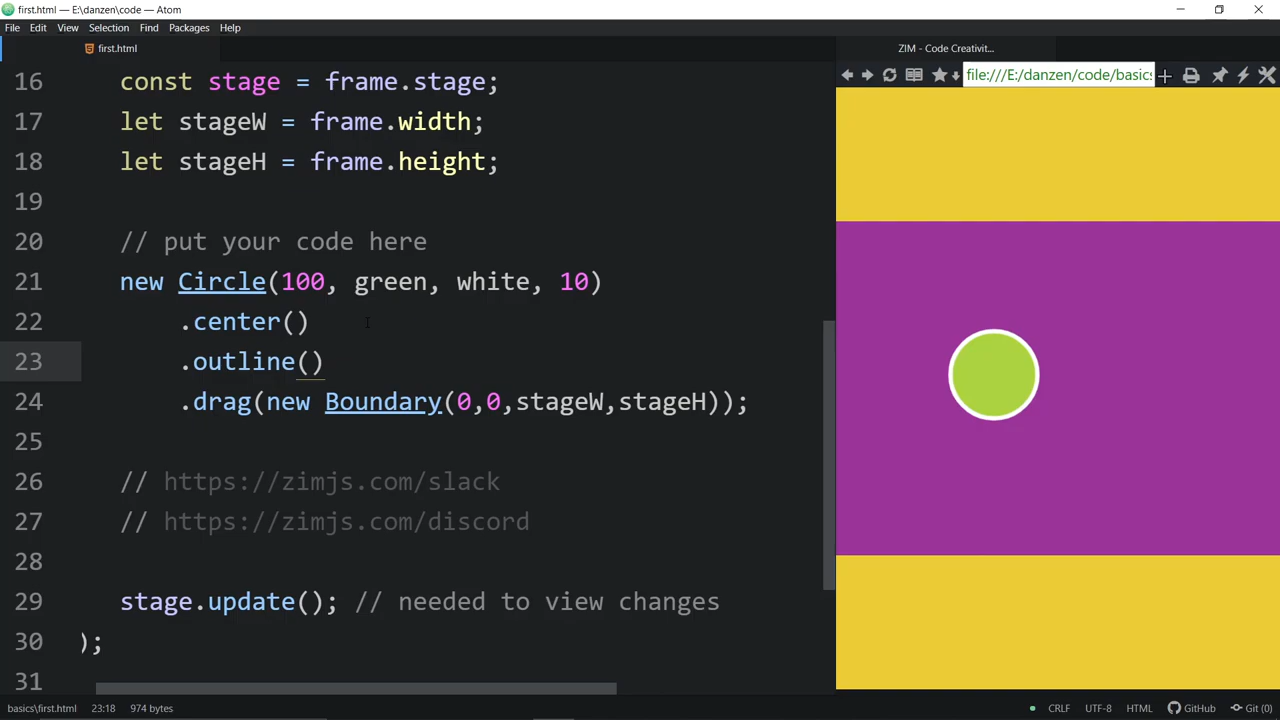 first.html — E:\danzen\code — Atom
File Edit View Selection Find Packages Help
first.html
ZIM - Code Creativit...
file:///E:/danzen/code/basics
16 const stage = frame.stage;
17 let stageW = frame.width;
18 let stageH = frame.height;
19
20 // put your code here
21 new Circle(100, green, white, 10)
22 .center()
23 .outline()
24 .drag(new Boundary(0,0,stageW,stageH));
25
26 // https://zimjs.com/slack
27 // https://zimjs.com/discord
28
29 stage.update(); // needed to view changes
30 );
31
basics\first.html 23:18 974 bytes CRLF UTF-8 HTML GitHub Git (0)